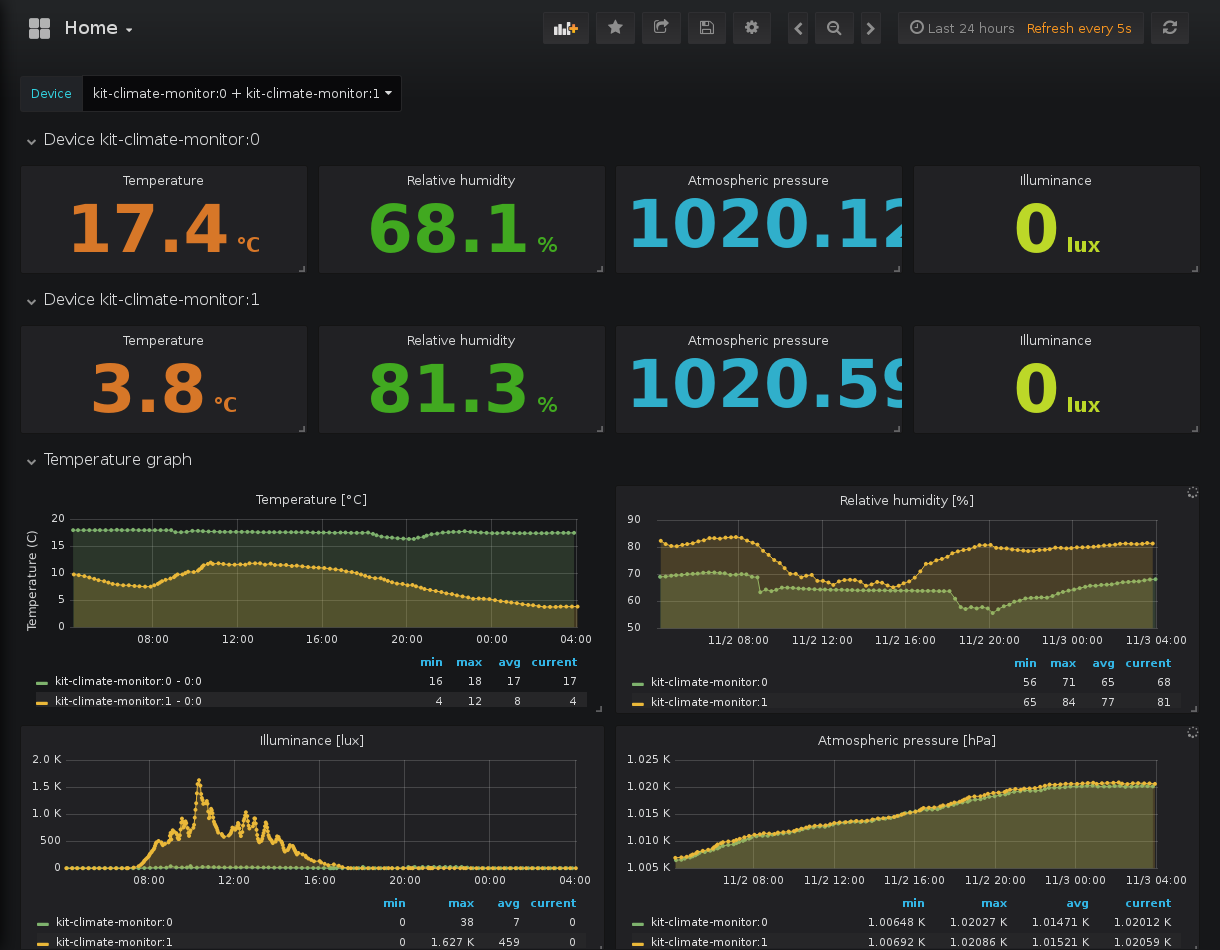 Home
Last 24 hours Refresh every 5s
Device kit-climate-monitor:0 + kit-climate-monitor:1
Device kit-climate-monitor:0
Temperature Relative humidity Atmospheric pressure Illuminance
17.4 °C 68.1 % 1020.12 0 lux
Device kit-climate-monitor:1
Temperature Relative humidity Atmospheric pressure Illuminance
3.8 °C 81.3 % 1020.59 0 lux
Temperature graph
Temperature [°C]
Temperature (C)
20
15
10
5
0
08:00 12:00 16:00 20:00 00:00 04:00
min max avg current
kit-climate-monitor:0 - 0:0 16 18 17 17
kit-climate-monitor:1 - 0:0 4 12 8 4
Relative humidity [%]
90
80
70
60
50
11/2 08:00 11/2 12:00 11/2 16:00 11/2 20:00 11/3 00:00 11/3 04:00
min max avg current
kit-climate-monitor:0 56 71 65 68
kit-climate-monitor:1 65 84 77 81
Illuminance [lux]
2.0 K
1.5 K
1.0 K
500
0
08:00 12:00 16:00 20:00 00:00 04:00
min max avg current
kit-climate-monitor:0 0 38 7 0
kit-climate-monitor:1 0 1.627 K 459 0
Atmospheric pressure [hPa]
1.025 K
1.020 K
1.015 K
1.010 K
1.005 K
11/2 08:00 11/2 12:00 11/2 16:00 11/2 20:00 11/3 00:00 11/3 04:00
min max avg current
kit-climate-monitor:0 1.00648 K 1.02027 K 1.01471 K 1.02012 K
kit-climate-monitor:1 1.00692 K 1.02086 K 1.01521 K 1.02059 K